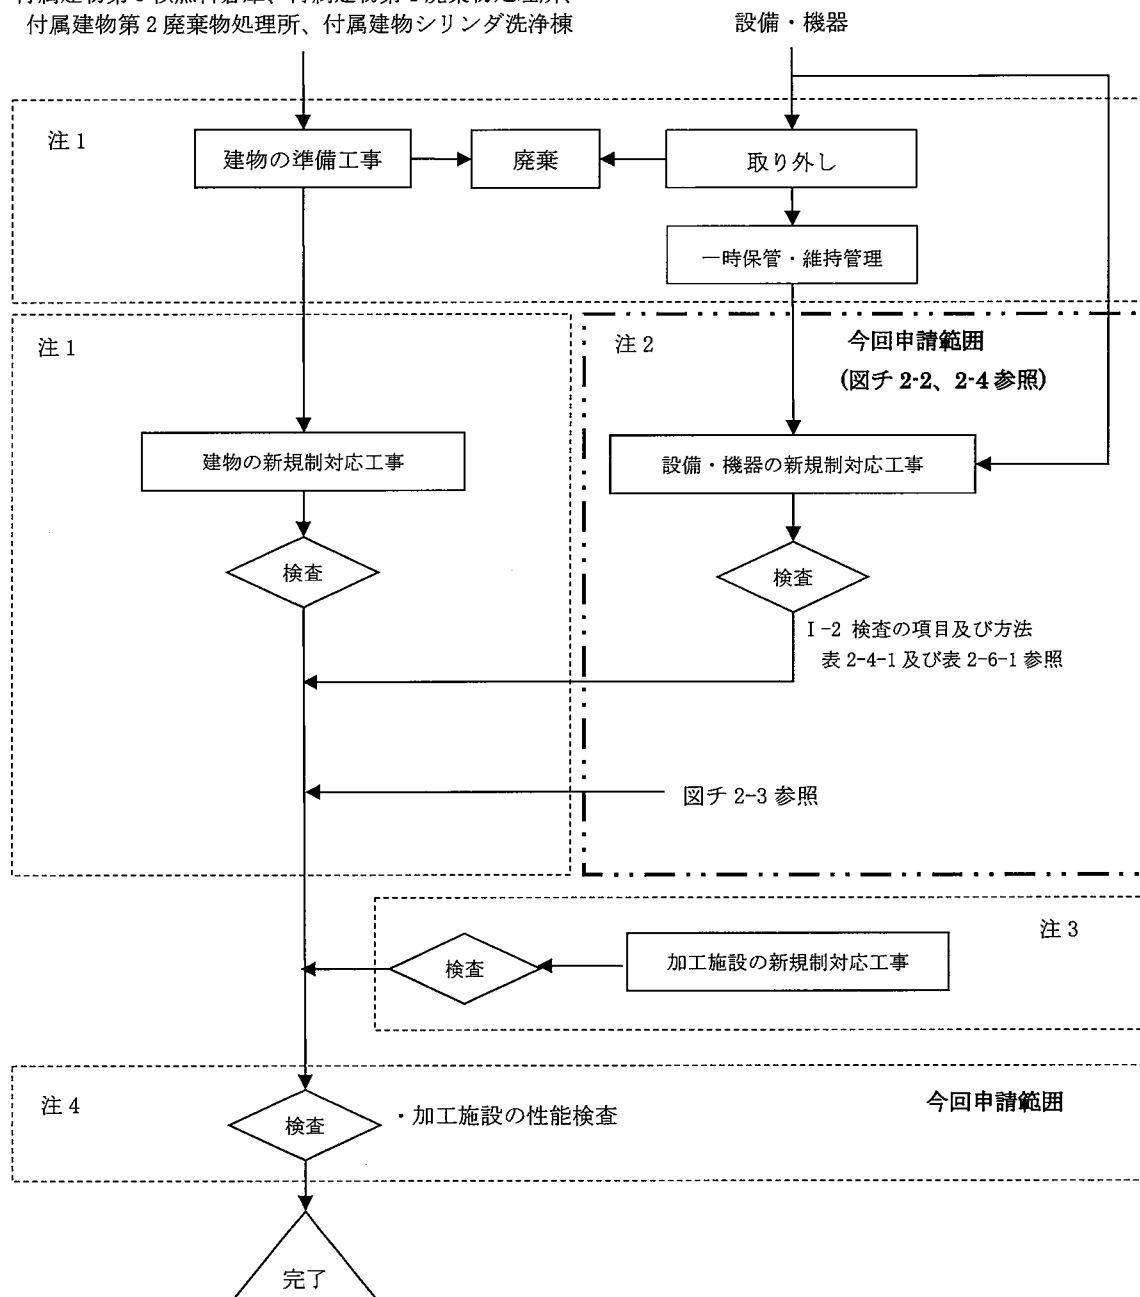 付属建物第２廃棄物処理所、付属建物シリンダ洗浄棟
設備・機器
注１
建物の準備工事
廃棄
取り外し
一時保管・維持管理
注１
注２
今回申請範囲
(図チ 2-2、2-4 参照)
建物の新規制対応工事
設備・機器の新規制対応工事
検査
検査
Ⅰ-2 検査の項目及び方法
表 2-4-1 及び表 2-6-1 参照
図チ 2-3 参照
注３
検査
加工施設の新規制対応工事
注４
検査
・加工施設の性能検査
今回申請範囲
完了